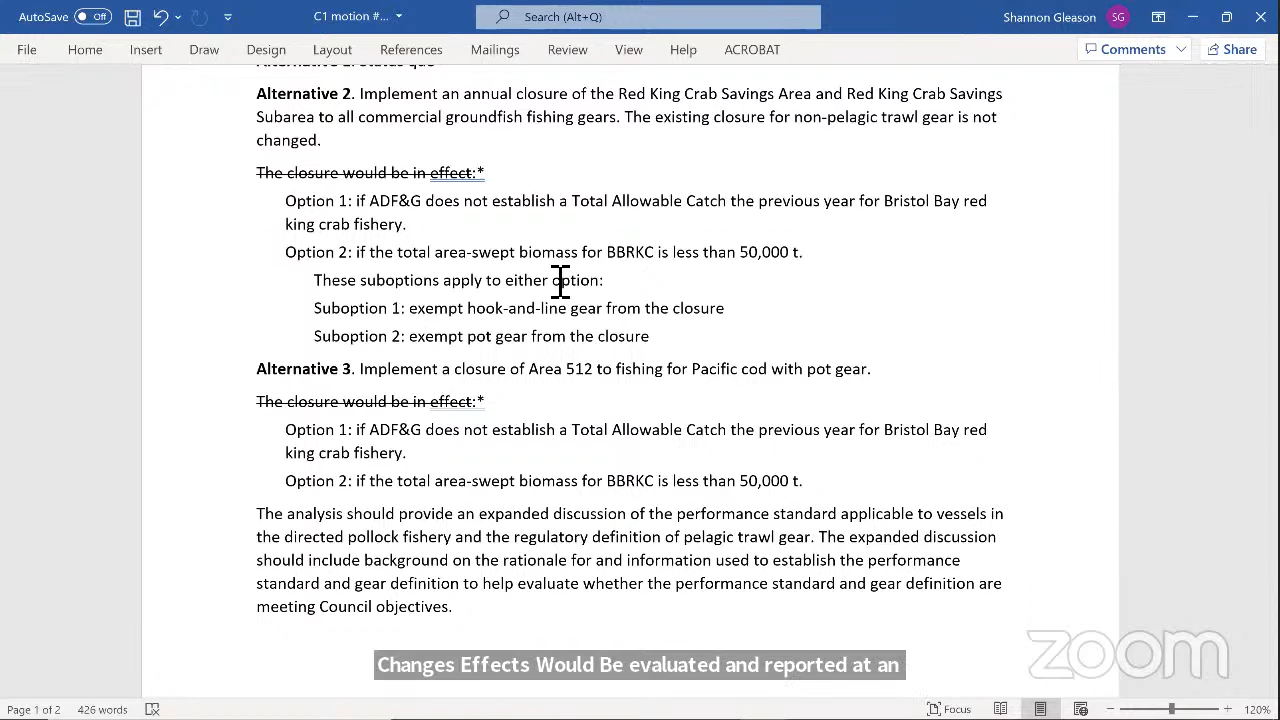 AutoSave Off C1 motion #... Search (Alt+Q) Shannon Gleason SG
File Home Insert Draw Design Layout References Mailings Review View Help ACROBAT Comments Share
Alternative 2. Implement an annual closure of the Red King Crab Savings Area and Red King Crab Savings
Subarea to all commercial groundfish fishing gears. The existing closure for non-pelagic trawl gear is not
changed.
The closure would be in effect:*
Option 1: if ADF&G does not establish a Total Allowable Catch the previous year for Bristol Bay red
king crab fishery.
Option 2: if the total area-swept biomass for BBRKC is less than 50,000 t.
These suboptions apply to either option:
Suboption 1: exempt hook-and-line gear from the closure
Suboption 2: exempt pot gear from the closure
Alternative 3. Implement a closure of Area 512 to fishing for Pacific cod with pot gear.
The closure would be in effect:*
Option 1: if ADF&G does not establish a Total Allowable Catch the previous year for Bristol Bay red
king crab fishery.
Option 2: if the total area-swept biomass for BBRKC is less than 50,000 t.
The analysis should provide an expanded discussion of the performance standard applicable to vessels in
the directed pollock fishery and the regulatory definition of pelagic trawl gear. The expanded discussion
should include background on the rationale for and information used to establish the performance
standard and gear definition to help evaluate whether the performance standard and gear definition are
meeting Council objectives.
zoom
Changes Effects Would Be evaluated and reported at an
Page 1 of 2 426 words Focus 120%